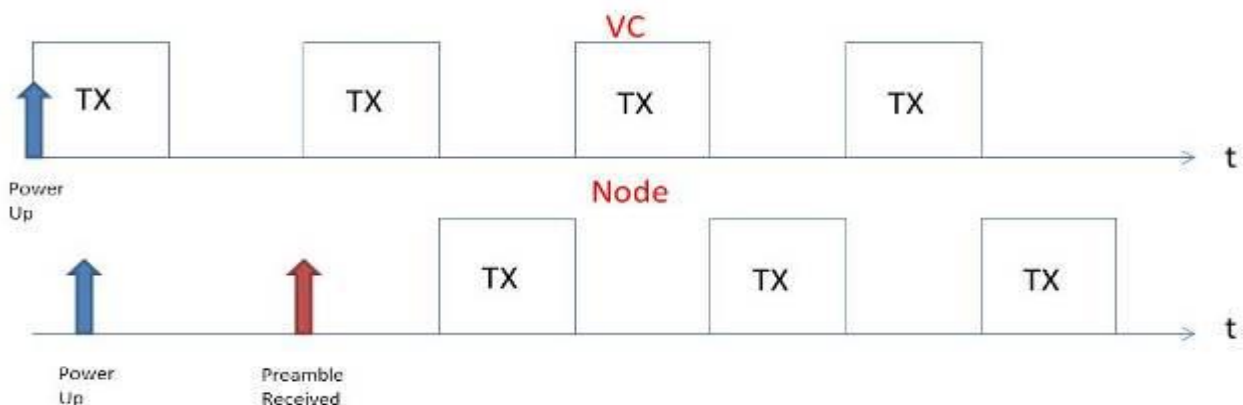 VC
TX
TX
TX
TX
t
Power
Up
Node
TX
TX
TX
t
Power
Up
Preamble
Received